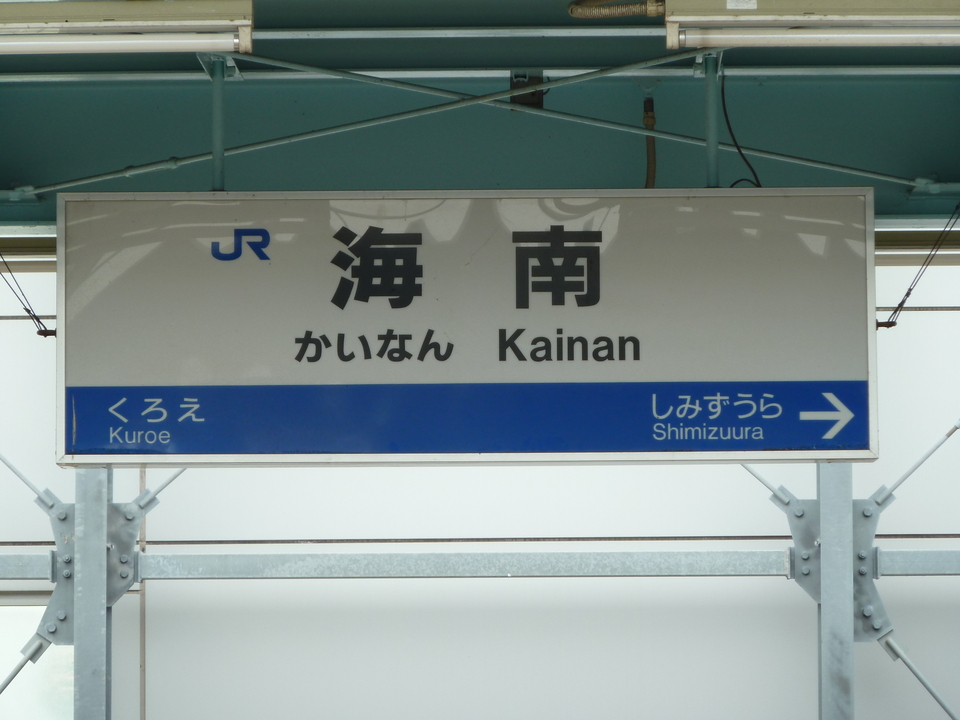 JR 海南
かいなん Kainan
くろえ しみずうら →
Kuroe Shimizuura